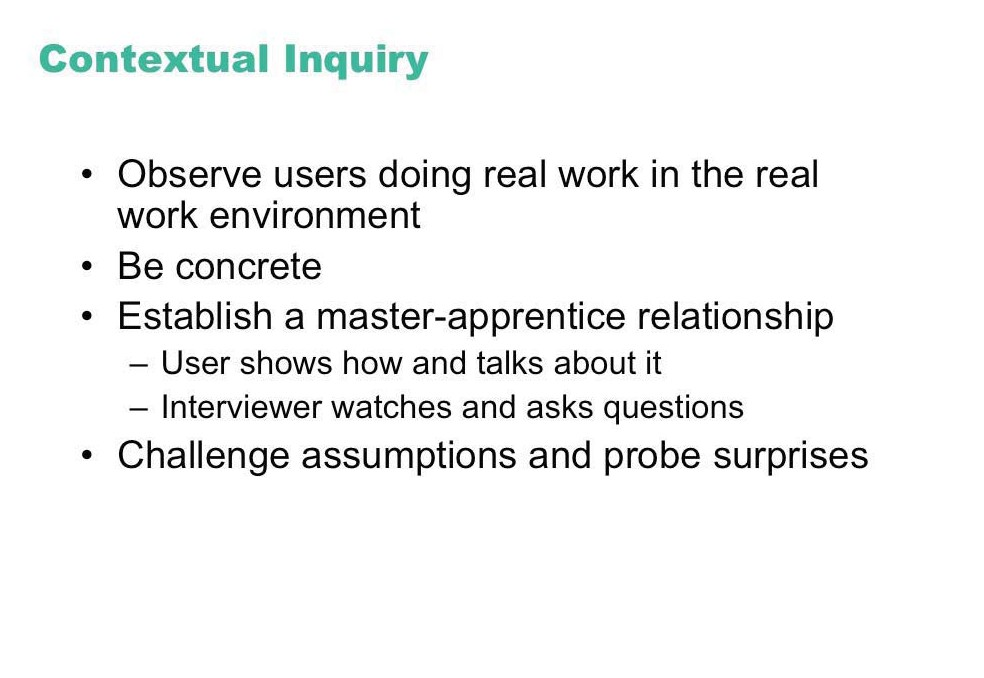 Contextual Inquiry
• Observe users doing real work in the real
work environment
• Be concrete
• Establish a master-apprentice relationship
– User shows how and talks about it
– Interviewer watches and asks questions
• Challenge assumptions and probe surprises